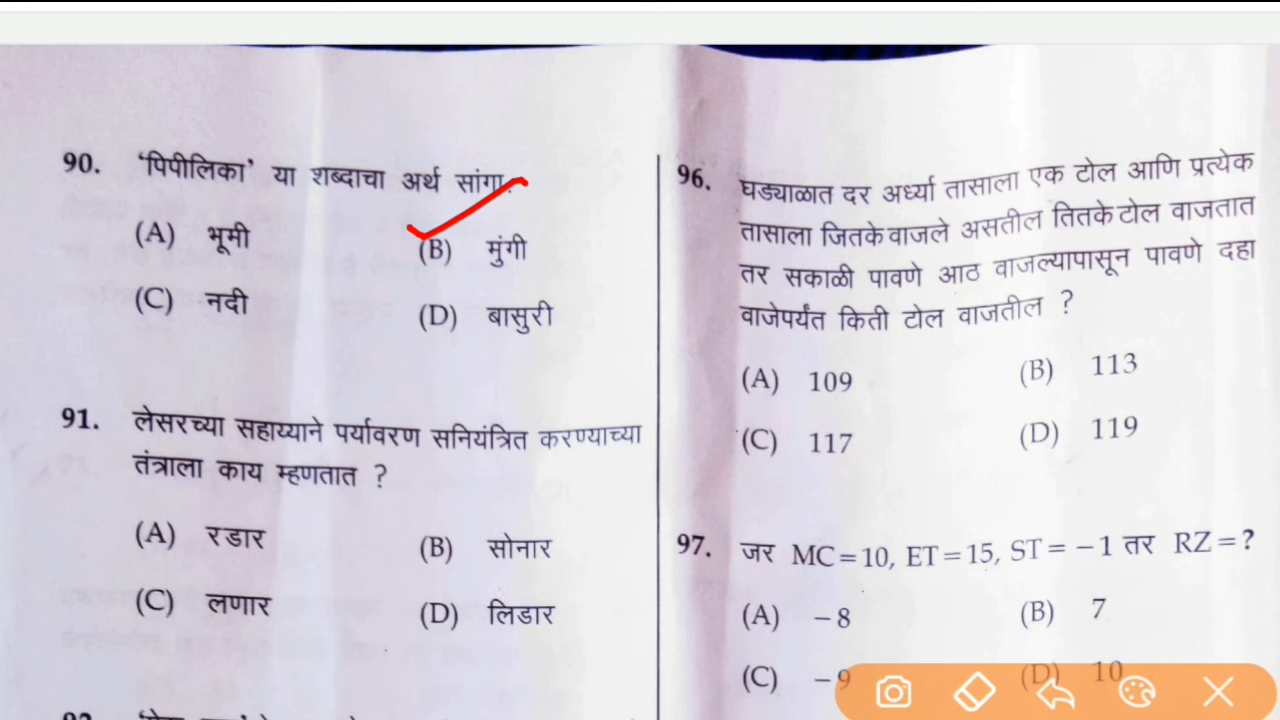 90. 'पिपीलिका' या शब्दाचा अर्थ सांगा.
(A) भूमी (B) मुंगी
(C) नदी (D) बासुरी
91. लेसरच्या सहाय्याने पर्यावरण सनियंत्रित करण्याच्या
तंत्राला काय म्हणतात ?
(A) रडार (B) सोनार
(C) लणार (D) लिडार
96. घड्याळात दर अर्ध्या तासाला एक टोल आणि प्रत्येक
तासाला जितके वाजले असतील तितके टोल वाजतात
तर सकाळी पावणे आठ वाजल्यापासून पावणे दहा
वाजेपर्यंत किती टोल वाजतील ?
(A) 109 (B) 113
(C) 117 (D) 119
97. जर MC=10, ET=15, ST= −1 तर RZ=?
(A) −8 (B) 7
(C) −9 (D) 10